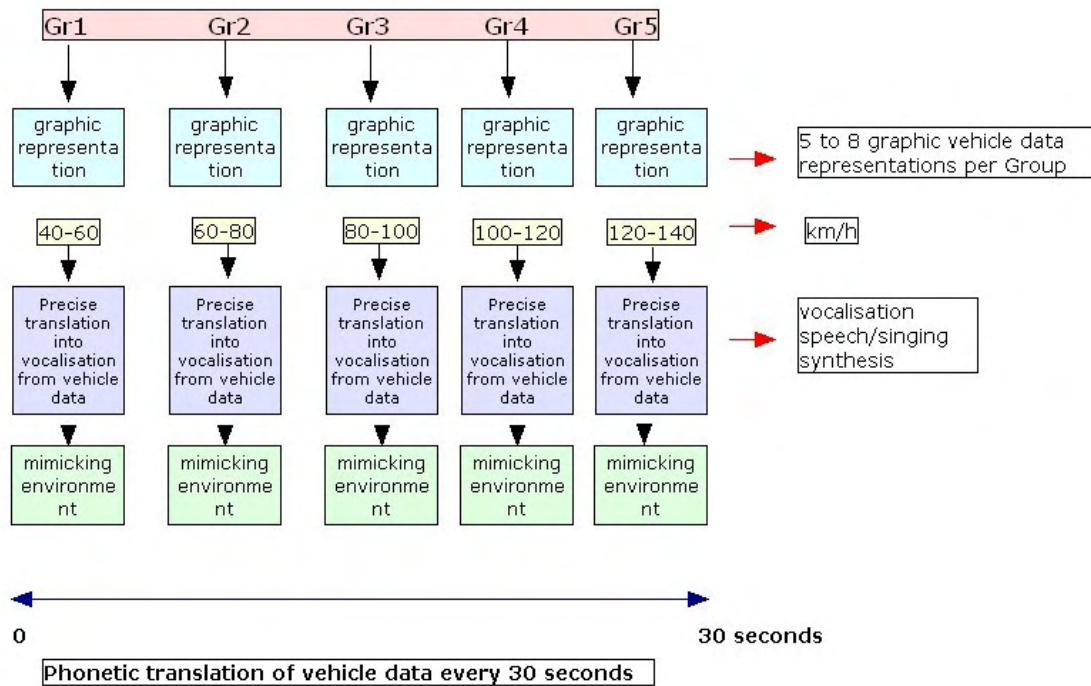 Gr1 Gr2 Gr3 Gr4 Gr5
graphic
representa
tion
graphic
representa
tion
graphic
representa
tion
graphic
representa
tion
graphic
representa
tion
5 to 8 graphic vehicle data
representations per Group
40-60
60-80
80-100
100-120
120-140
km/h
Precise
translation
into
vocalisation
from vehicle
data
Precise
translation
into
vocalisation
from vehicle
data
Precise
translation
into
vocalisation
from vehicle
data
Precise
translation
into
vocalisation
from vehicle
data
Precise
translation
into
vocalisation
from vehicle
data
vocalisation
speech/singing
synthesis
mimicking
environme
nt
mimicking
environme
nt
mimicking
environme
nt
mimicking
environme
nt
mimicking
environme
nt
0
30 seconds
Phonetic translation of vehicle data every 30 seconds